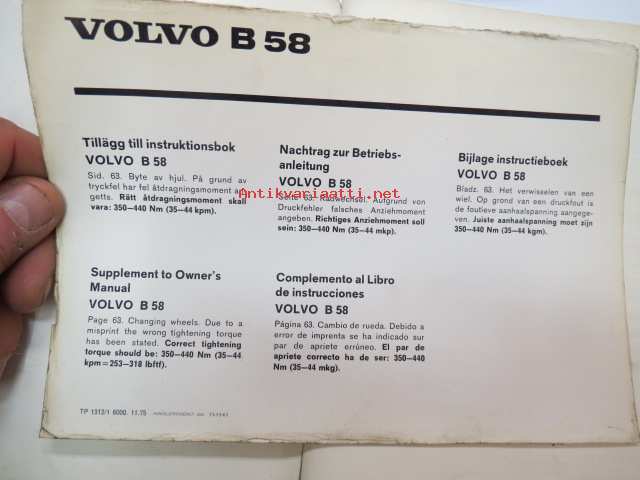 VOLVO B 58
Tillägg till instruktionsbok
VOLVO B 58
Sid. 63. Byte av hjul. På grund av
tryckfel har fel åtdragningsmoment an-
getts. Rätt åtdragningsmoment skall
vara: 350—440 Nm (35—44 kpm).
Nachtrag zur Betriebs-
anleitung
VOLVO B 58
Seite 63. Radwechsel. Aufgrund von
Druckfehler falsches Anziehmoment
angeben. Richtiges Anziehmoment soll
sein: 350—440 Nm (35—44 mkp).
Bijlage instructieboek
VOLVO B 58
Bladz. 63. Het verwisselen van een
wiel. Op grond van een druckfout is
de foutieve aanhaalspanning aangege-
ven. Juiste aanhaalspanning moet zijn
350—440 Nm (35—44 kgm).
Antikvariaatti.net
Supplement to Owner's
Manual
VOLVO B 58
Page 63. Changing wheels. Due to a
misprint the wrong tightening torque
has been stated. Correct tightening
torque should be: 350—440 Nm (35—44
kpm=253—318 lbftf).
Complemento al Libro
de instrucciones
VOLVO B 58
Página 63. Cambio de rueda. Debido a
error de imprenta se ha indicado su
par de apriete erróneo. El par de
apriete correcto ha de ser: 350—440
Nm (35—44 mkg).
TP 1312/1 6000. 11.75